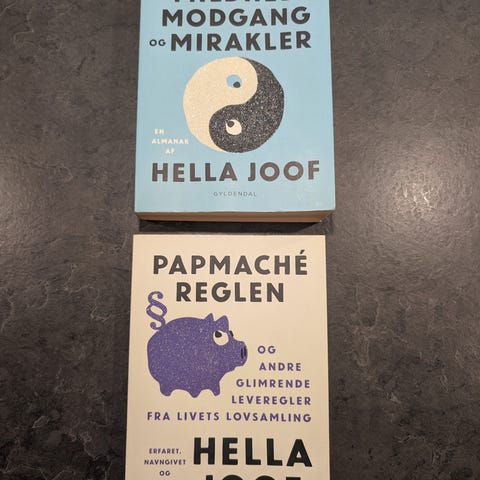 MODGANG
OG MIRAKLER
EN
ALMANAK
AF
HELLA JOOF
GYLDENDAL
PAPMACHÉ
REGLEN
§
OG
ANDRE
GLIMRENDE
LEVEREGLER
FRA LIVETS LOVSAMLING
ERFARET,
NAVNGIVET
OG
HELLA
JOOF